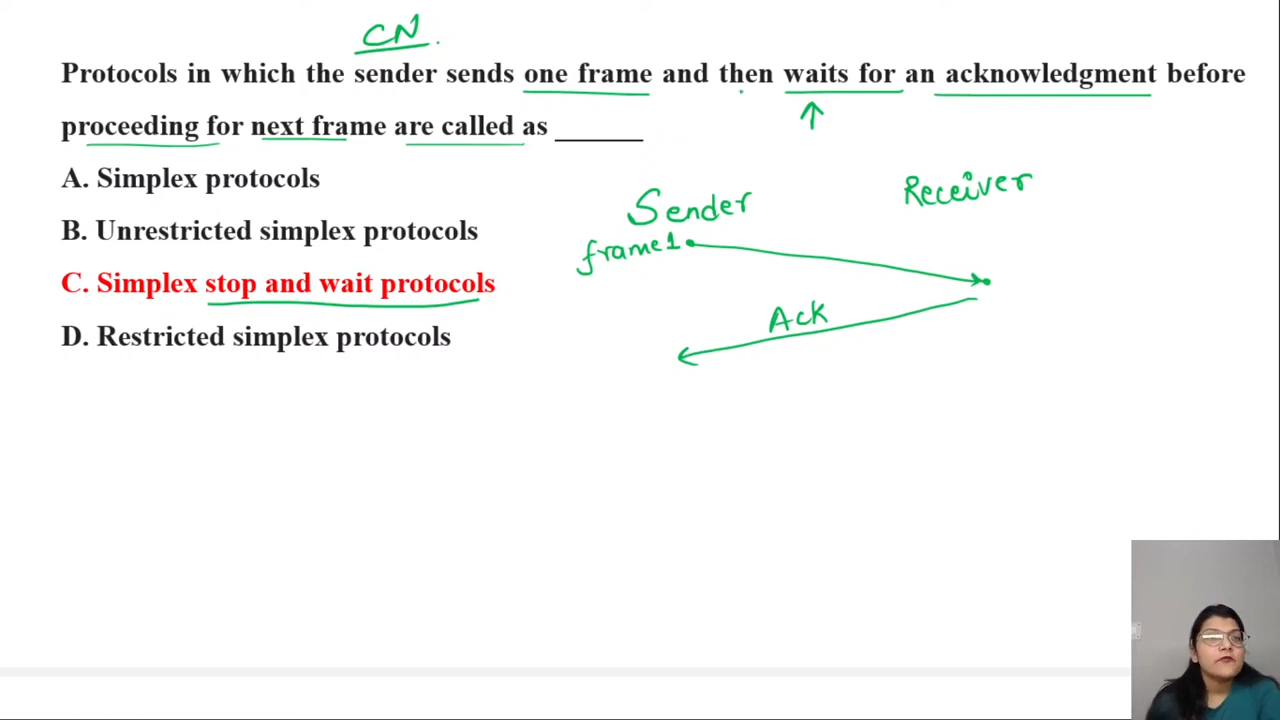 CN.
Protocols in which the sender sends one frame and then waits for an acknowledgment before
proceeding for next frame are called as ______
A. Simplex protocols
B. Unrestricted simplex protocols
C. Simplex stop and wait protocols
D. Restricted simplex protocols
Sender
Receiver
frame1
Ack